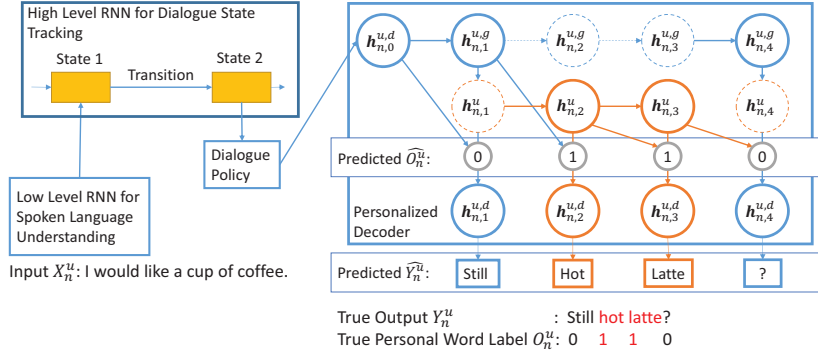 High Level RNN for Dialogue State
Tracking
State 1
State 2
Transition
Dialogue
Policy
Low Level RNN for
Spoken Language
Understanding
Input X_n^u: I would like a cup of coffee.
h_{n,0}^{u,d}
h_{n,1}^{u,g}
h_{n,2}^{u,g}
h_{n,3}^{u,g}
h_{n,4}^{u,g}
h_{n,1}^{u}
h_{n,2}^{u}
h_{n,3}^{u}
h_{n,4}^{u}
Predicted \widehat{O_n^u}: 0 1 1 0
Personalized
Decoder
h_{n,1}^{u,d}
h_{n,2}^{u,d}
h_{n,3}^{u,d}
h_{n,4}^{u,d}
Predicted \widehat{Y_n^u}: Still Hot Latte ?
True Output Y_n^u : Still hot latte?
True Personal Word Label O_n^u: 0 1 1 0